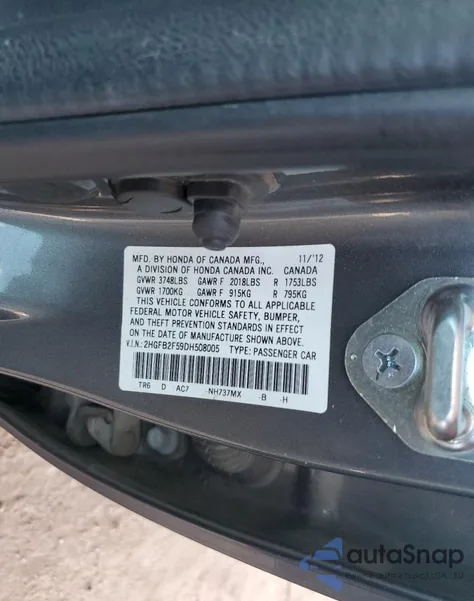 MFD. BY HONDA OF CANADA MFG., 11/'12
A DIVISION OF HONDA CANADA INC. CANADA
GVWR 3748LBS GAWR F 2018LBS R 1753LBS
GVWR 1700KG GAWR F 915KG R 795KG
THIS VEHICLE CONFORMS TO ALL APPLICABLE
FEDERAL MOTOR VEHICLE SAFETY, BUMPER,
AND THEFT PREVENTION STANDARDS IN EFFECT
ON THE DATE OF MANUFACTURE SHOWN ABOVE.
V.I.N.: 2HGFB2F59DH508005 TYPE: PASSENGER CAR
TR6 D AC7 -NH737MX -B -H
autoSnap